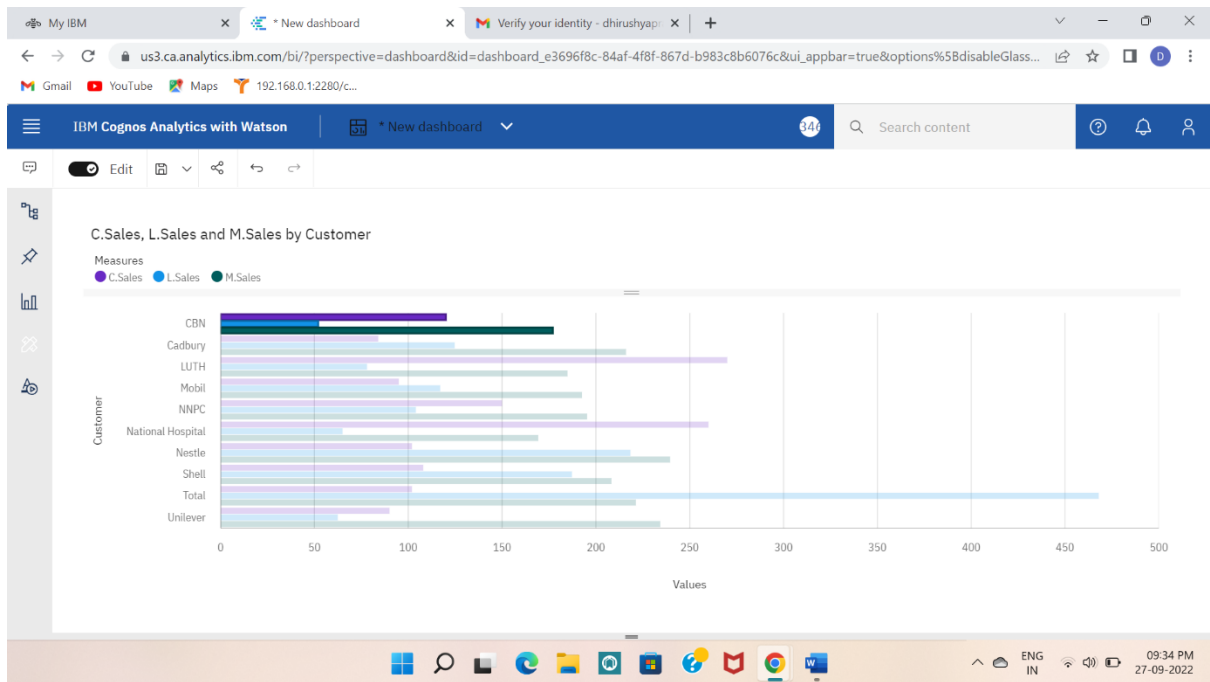 My IBM
* New dashboard
Verify your identity - dhirushyapr
us3.ca.analytics.ibm.com/bi/?perspective=dashboard&id=dashboard_e3696f8c-84af-4f8f-867d-b983c8b6076c&ui_appbar=true&options%5BdisableGlass...
D
Gmail YouTube Maps 192.168.0.1:2280/c...
IBM Cognos Analytics with Watson * New dashboard 346 Search content
Edit
C.Sales, L.Sales and M.Sales by Customer
Measures
C.Sales L.Sales M.Sales
Customer
CBN
Cadbury
LUTH
Mobil
NNPC
National Hospital
Nestle
Shell
Total
Unilever
0 50 100 150 200 250 300 350 400 450 500
Values
ENG
IN
09:34 PM
27-09-2022